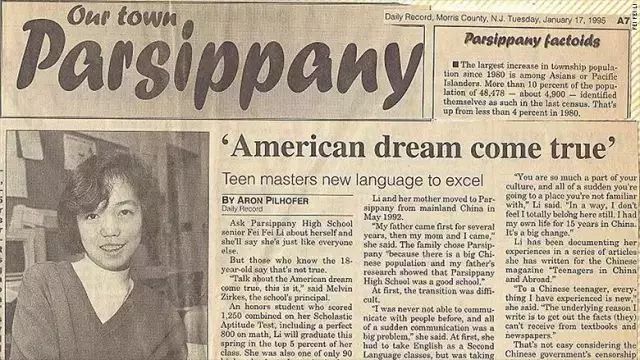 Our town
Parsippany
Daily Record, Morris County, N.J. Tuesday, January 17, 1995 A7
FEI FEI LI
Parsippany factoids
■ The largest increase in township popula-
tion since 1980 is among Asians or Pacific
Islanders. More than 10 percent of the popu-
lation of 48,478 — about 4,900 — identified
themselves as such in the last census. That's
up from less than 4 percent in 1980.
'American dream come true'
Teen masters new language to excel
BY ARON PILHOFER
Daily Record
Ask Parsippany High School
senior Fei Fei Li about herself and
she'll say she's just like everyone
else.
But those who know the 18-
year-old say that's not true.
"Talk about the American dream
come true, this is it," said Melvin
Zirkes, the school's principal.
An honors student who scored
1,250 combined on her Scholastic
Aptitude Test, including a perfect
800 on math, Li will graduate this
spring in the top 5 percent of her
class. She was also one of only 90
Li and her mother moved to Par-
sippany from mainland China in
May 1992.
"My father came first for several
years, then my mom and I came,"
she said. The family chose Parsip-
pany "because there is a big Chi-
nese population and my father's
research showed that Parsippany
High School was a good school."
At first, the transition was diffi-
cult.
"I was never not able to commu-
nicate with people before, and all
of a sudden communication was a
big problem," she said. At first, she
had to take English as a Second
Language classes, but was taking
"You are so much a part of your
culture, and all of a sudden you're
going to a place you're not familiar
with," Li said. "In a way, I don't
feel I totally belong here still. I had
my own life for 15 years in China.
It's a big change."
Li has been documenting her
experiences in a series of articles
she has written for the Chinese
magazine "Teenagers in China
and Abroad."
"To a Chinese teenager, every-
thing I have experienced is new,"
she said. "The underlying reason I
write is to get out the facts (they)
can't receive from textbooks and
newspapers."
That's not easy considering the
Chinese government's censorship